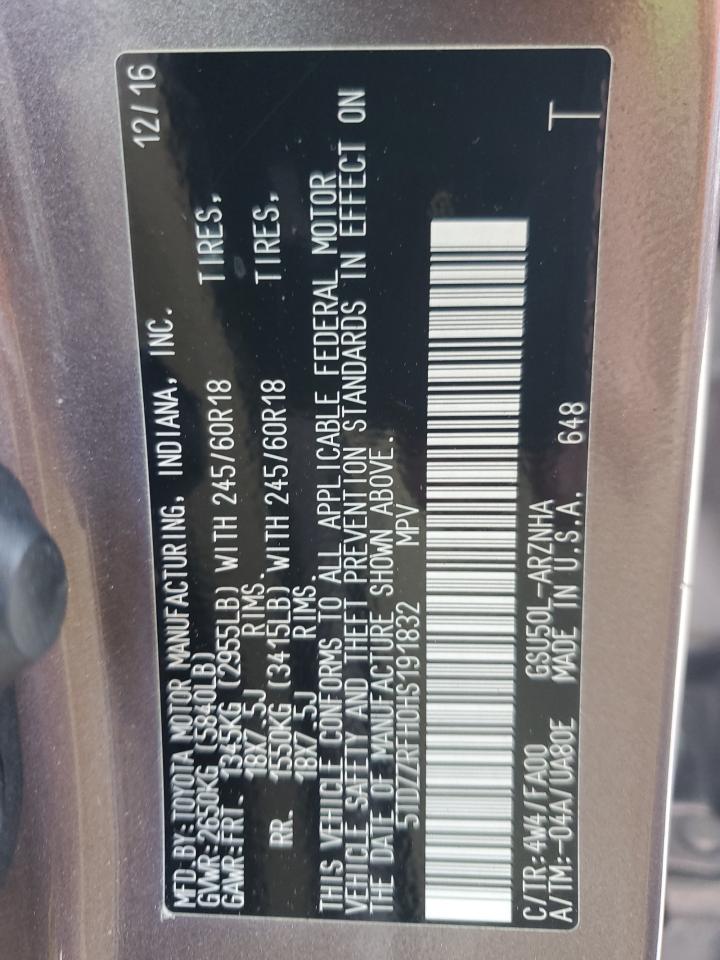 MFD.BY:TOYOTA MOTOR MANUFACTURING, INDIANA, INC. 12/16
GVWR:2650KG (5840LB)
GAWR:FRT. 1345KG (2955LB) WITH 245/60R18 TIRES,
18X7.5J RIMS.
RR. 1550KG (3415LB) WITH 245/60R18 TIRES,
18X7.5J RIMS.
THIS VEHICLE CONFORMS TO ALL APPLICABLE FEDERAL MOTOR
VEHICLE SAFETY AND THEFT PREVENTION STANDARDS IN EFFECT ON
THE DATE OF MANUFACTURE SHOWN ABOVE.
5TDZZRFH0HS191832 MPV
C/TR:4W4/FA00 GSU50L-ARZNHA T
A/TM:-04A/UA80E MADE IN U.S.A. 648